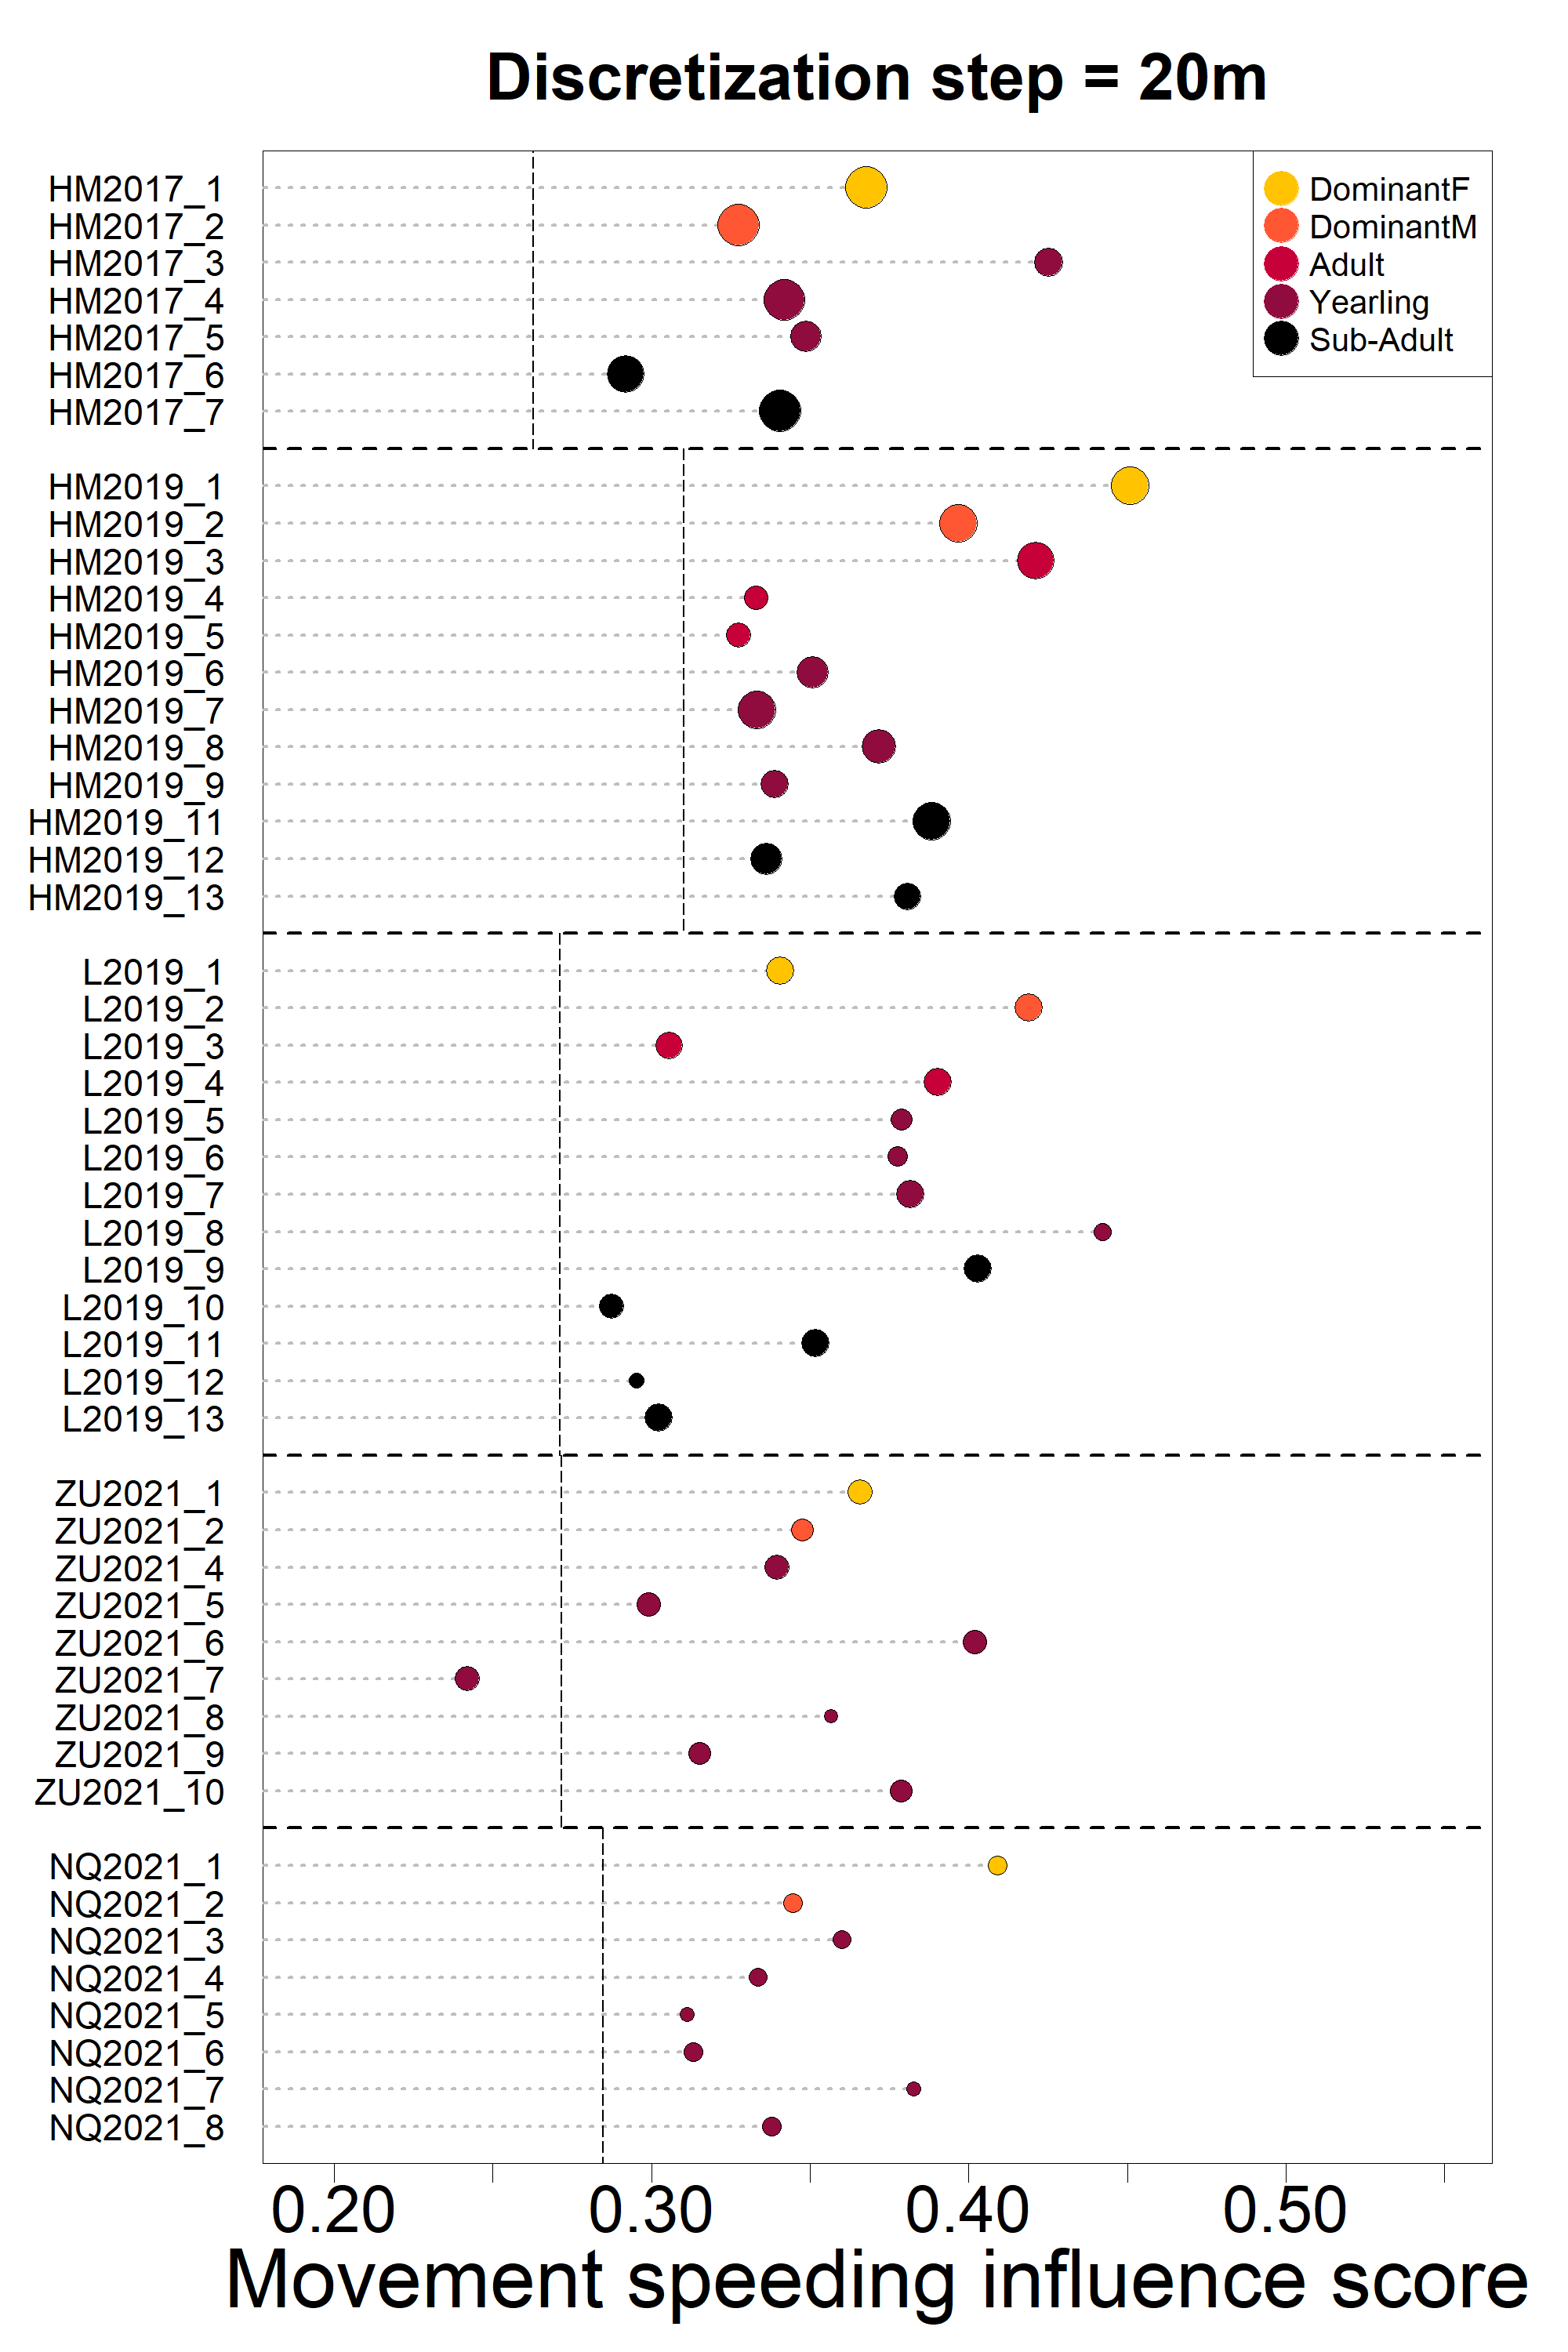 Discretization step = 20m
HM2017_1
HM2017_2
HM2017_3
HM2017_4
HM2017_5
HM2017_6
HM2017_7
DominantF
DominantM
Adult
Yearling
Sub-Adult
HM2019_1
HM2019_2
HM2019_3
HM2019_4
HM2019_5
HM2019_6
HM2019_7
HM2019_8
HM2019_9
HM2019_11
HM2019_12
HM2019_13
L2019_1
L2019_2
L2019_3
L2019_4
L2019_5
L2019_6
L2019_7
L2019_8
L2019_9
L2019_10
L2019_11
L2019_12
L2019_13
ZU2021_1
ZU2021_2
ZU2021_4
ZU2021_5
ZU2021_6
ZU2021_7
ZU2021_8
ZU2021_9
ZU2021_10
NQ2021_1
NQ2021_2
NQ2021_3
NQ2021_4
NQ2021_5
NQ2021_6
NQ2021_7
NQ2021_8
0.20 0.30 0.40 0.50
Movement speeding influence score